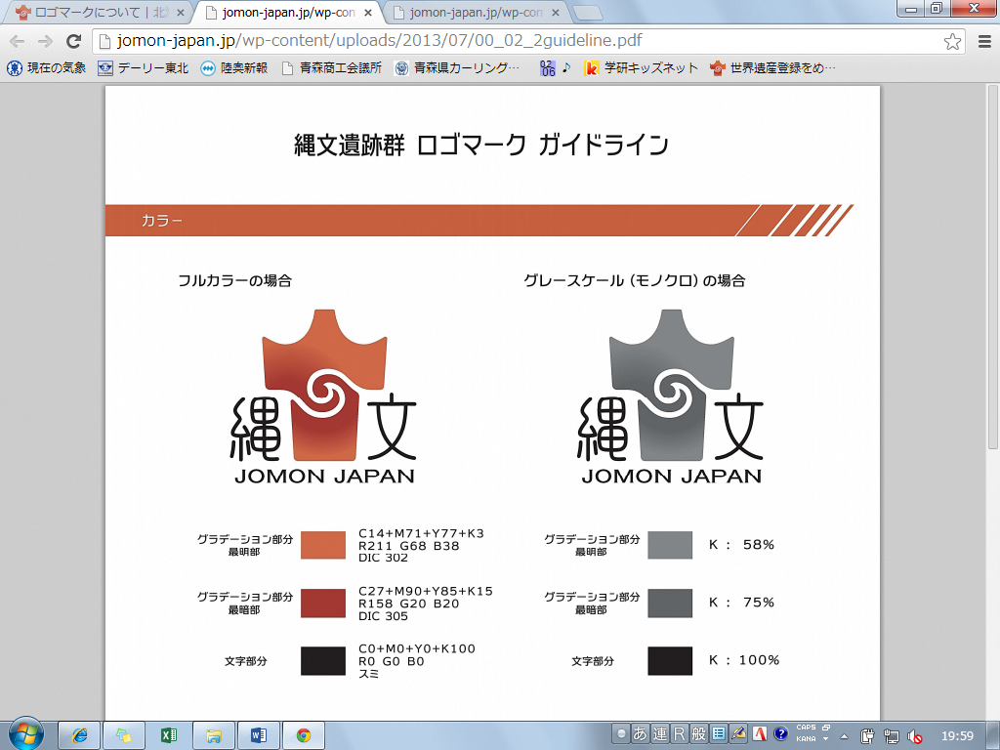 ロゴマークについて｜北
jomon-japan.jp/wp-con
jomon-japan.jp/wp-con
jomon-japan.jp/wp-content/uploads/2013/07/00_02_2guideline.pdf
現在の気象 デーリー東北 陸奥新報 青森商工会議所 青森県カーリング… ♪ 学研キッズネット 世界遺産登録をめ…
縄文遺跡群 ロゴマーク ガイドライン
カラー
フルカラーの場合
グレースケール（モノクロ）の場合
縄文
JOMON JAPAN
縄文
JOMON JAPAN
グラデーション部分
最明部
C14+M71+Y77+K3
R211 G68 B38
DIC 302
グラデーション部分
最明部
K : 58%
グラデーション部分
最暗部
C27+M90+Y85+K15
R158 G20 B20
DIC 305
グラデーション部分
最暗部
K : 75%
文字部分
C0+M0+Y0+K100
R0 G0 B0
スミ
文字部分
K : 100%
あ 連 R 般
CAPS
KANA
19:59